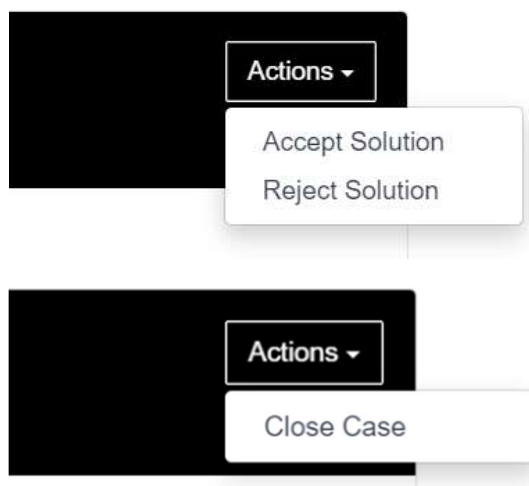 Actions
Accept Solution
Reject Solution
Actions
Close Case